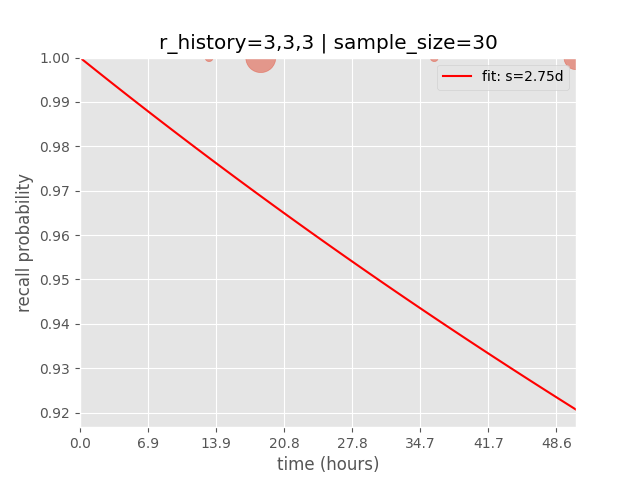 r_history=3,3,3 | sample_size=30
fit: s=2.75d
recall probability
1.00
0.99
0.98
0.97
0.96
0.95
0.94
0.93
0.92
0.0 6.9 13.9 20.8 27.8 34.7 41.7 48.6
time (hours)